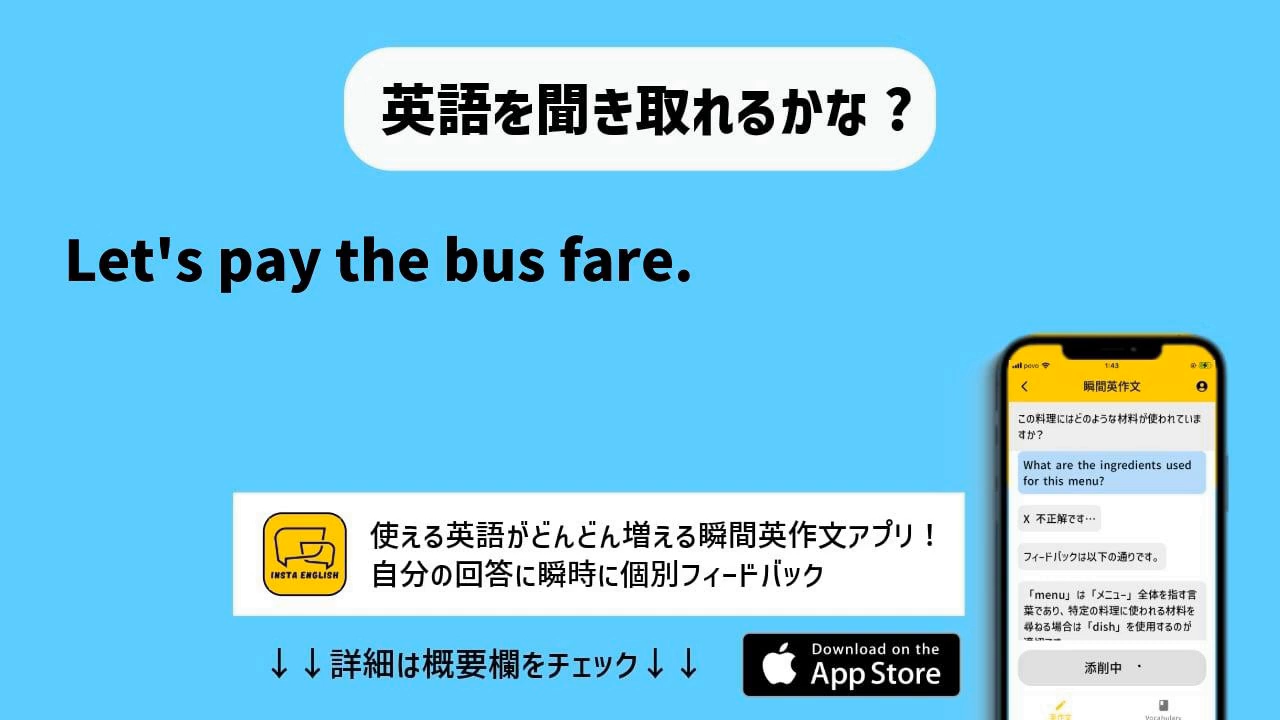 英語を聞き取れるかな？
Let's pay the bus fare.
povo
1:43
瞬間英作文
この料理にはどのような材料が使われていま
すか？
What are the ingredients used
for this menu?
X 不正解です…
フィードバックは以下の通りです。
「menu」は「メニュー」全体を指す言
葉であり、特定の料理に使われる材料を
尋ねる場合は「dish」を使用するのが
添削中
英作文
Vocabulary
INSTA ENGLISH
使える英語がどんどん増える瞬間英作文アプリ！
自分の回答に瞬時に個別フィードバック
↓↓詳細は概要欄をチェック↓↓
Download on the
App Store